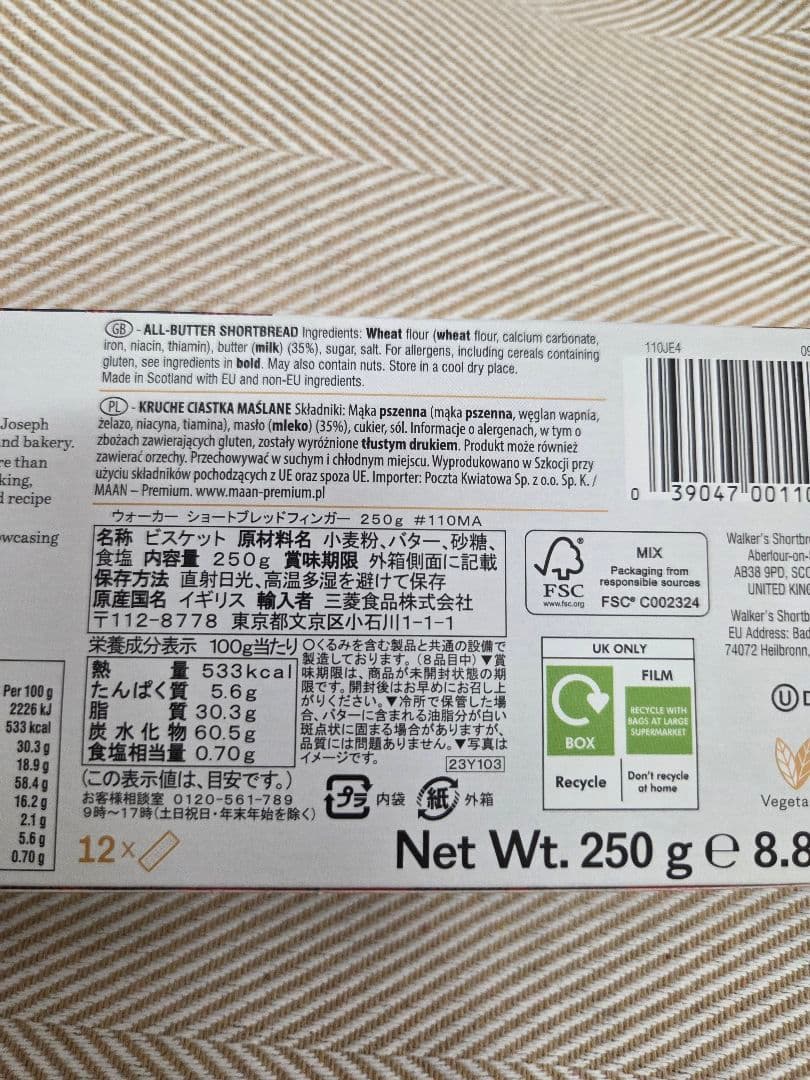 GB - ALL-BUTTER SHORTBREAD Ingredients: Wheat flour (wheat flour, calcium carbonate,
iron, niacin, thiamin), butter (milk) (35%), sugar, salt. For allergens, including cereals containing
gluten, see ingredients in bold. May also contain nuts. Store in a cool dry place.
Made in Scotland with EU and non-EU ingredients.
PL - KRUCHE CIASTKA MAŚLANE Składniki: Mąka pszenna (mąka pszenna, węglan wapnia,
żelazo, niacyna, tiamina), masło (mleko) (35%), cukier, sól. Informacje o alergenach, w tym o
zbożach zawierających gluten, zostały wyróżnione tłustym drukiem. Produkt może również
zawierać orzechy. Przechowywać w suchym i chłodnym miejscu. Wyprodukowano w Szkocji przy
użyciu składników pochodzących z UE oraz spoza UE. Importer: Poczta Kwiatowa Sp. z o.o. Sp. K. /
MAAN – Premium. www.maan-premium.pl
Joseph
nd bakery.
re than
king,
d recipe
wcasing
ウォーカー ショートブレッドフィンガー 250g #110MA
名称 ビスケット 原材料名 小麦粉、バター、砂糖、
食塩 内容量 250g 賞味期限 外箱側面に記載
保存方法 直射日光、高温多湿を避けて保存
原産国名 イギリス 輸入者 三菱食品株式会社
〒112-8778 東京都文京区小石川1-1-1
栄養成分表示 100g当たり
熱量 533kcal
たんぱく質 5.6g
脂質 30.3g
炭水化物 60.5g
食塩相当量 0.70g
(この表示値は、目安です。)
お客様相談室 0120-561-789
9時〜17時(土日祝日・年末年始を除く)
〇くるみを含む製品と共通の設備で
製造しております。(8品目中)▼賞
味期限は、商品が未開封状態の期
限です。開封後はお早めにお召し上
がりください。▼冷所で保管した場
合、バターに含まれる油脂分が白い
斑点状に固まる場合がありますが、
品質には問題ありません。▼写真は
イメージです。
23Y103
プラ 内袋 紙 外箱
Per 100 g
2226 kJ
533 kcal
30.3 g
18.9 g
58.4 g
16.2 g
2.1 g
5.6 g
0.70 g
12x
110JE4
09
0 39047 00110
FSC
www.fsc.org
MIX
Packaging from
responsible sources
FSC® C002324
UK ONLY
BOX
Recycle
FILM
RECYCLE WITH
BAGS AT LARGE
SUPERMARKET
Don't recycle
at home
Walker's Shortbr
Aberlour-on-
AB38 9PD, SCO
UNITED KING
Walker's Shortb
EU Address: Bad
74072 Heilbronn,
U D
Vegeta
Net Wt. 250 g e 8.8